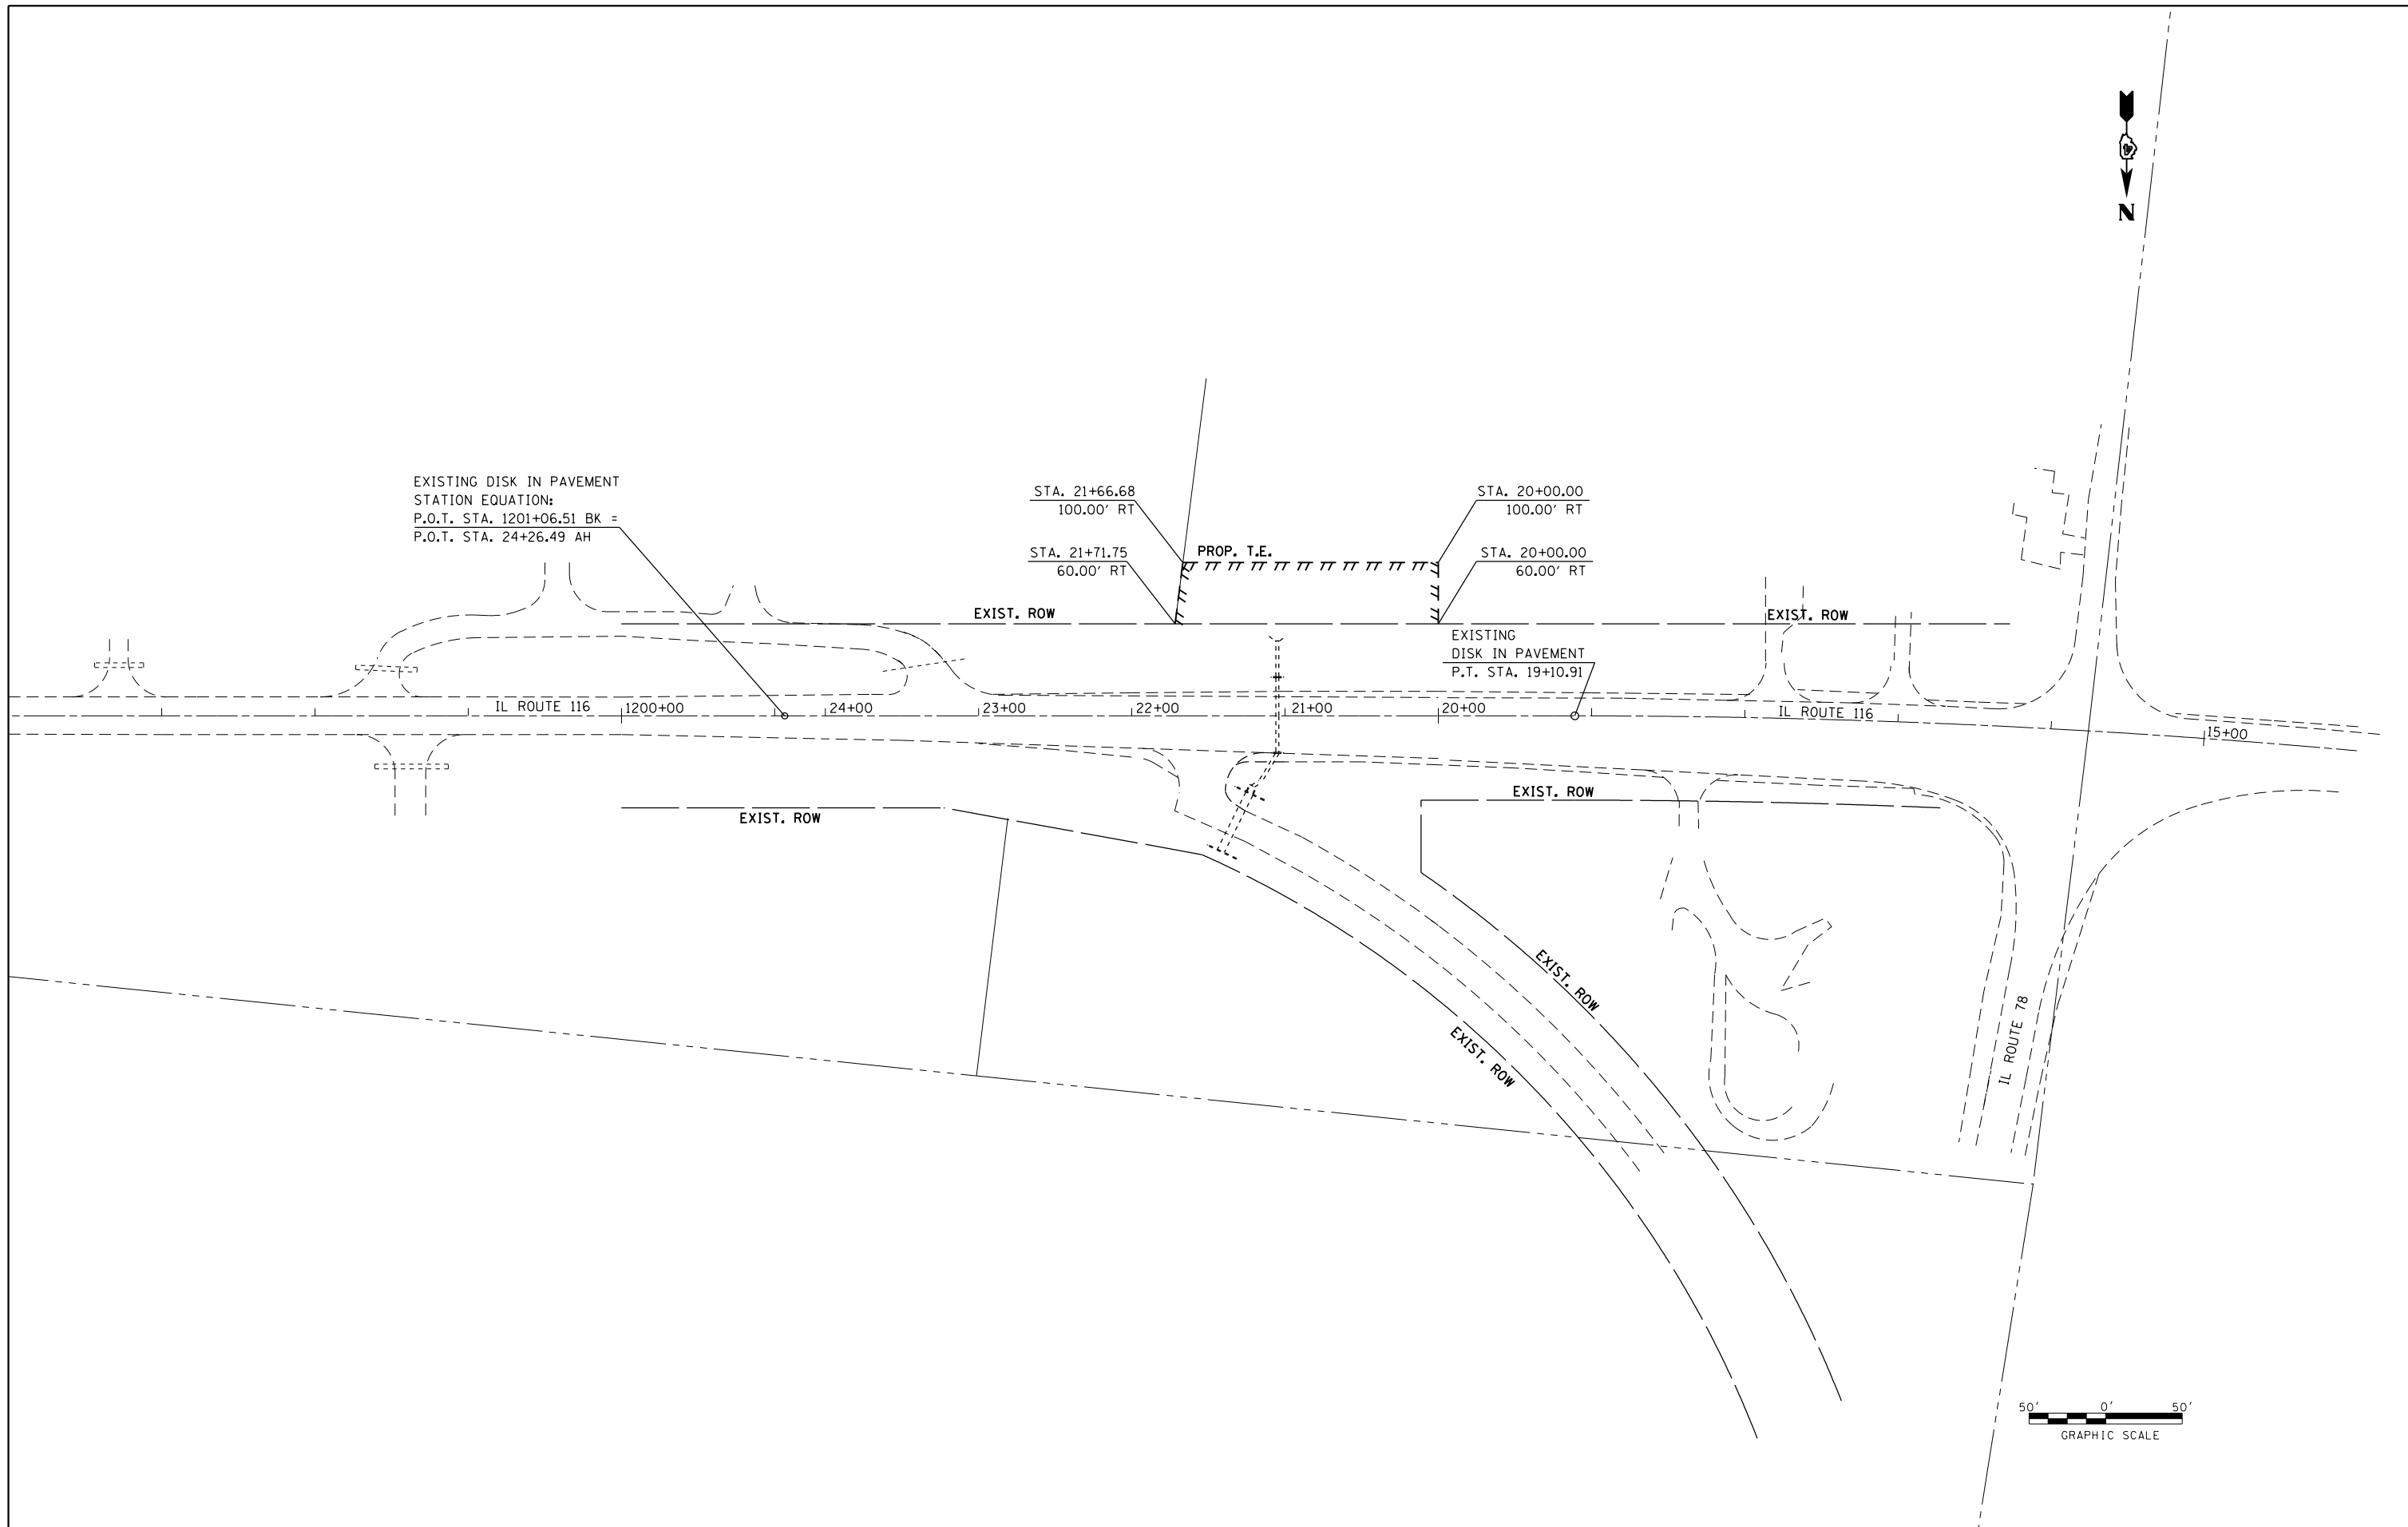 N
EXISTING DISK IN PAVEMENT
STATION EQUATION:
P.O.T. STA. 1201+06.51 BK =
P.O.T. STA. 24+26.49 AH
STA. 21+66.68
100.00' RT
STA. 20+00.00
100.00' RT
STA. 21+71.75
60.00' RT
PROP. T.E.
STA. 20+00.00
60.00' RT
EXIST. ROW
EXIST. ROW
EXISTING
DISK IN PAVEMENT
P.T. STA. 19+10.91
IL ROUTE 116
1200+00
24+00
23+00
22+00
21+00
20+00
IL ROUTE 116
15+00
EXIST. ROW
EXIST. ROW
EXIST. ROW
EXIST. ROW
IL ROUTE 78
50' 0' 50'
GRAPHIC SCALE